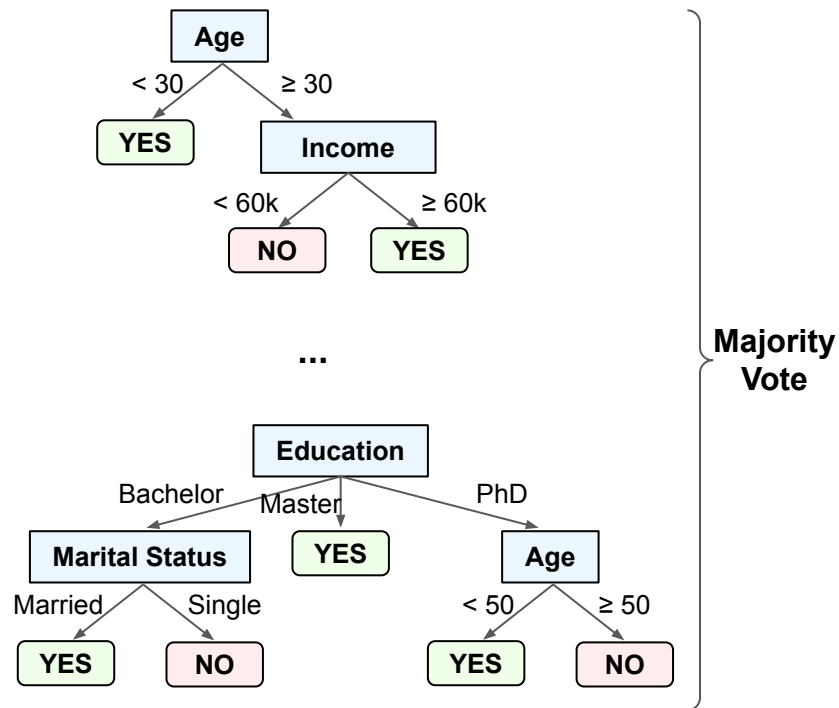 Age
< 30
≥ 30
YES
Income
< 60k
≥ 60k
NO
YES
...
Majority
Vote
Education
Bachelor
Master
PhD
Marital Status
YES
Age
Married
Single
< 50
≥ 50
YES
NO
YES
NO